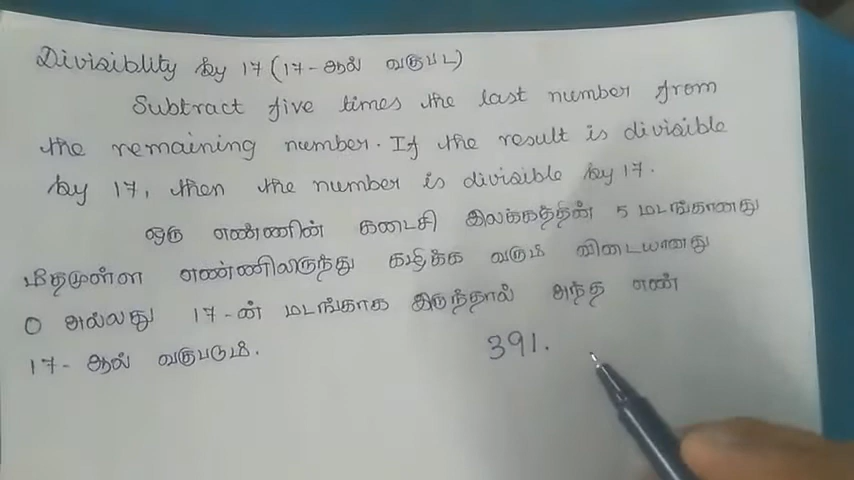 Divisiblity by 17 (17-ஆல் வகுபட)
Subtract five times the last number from
the remaining number. If the result is divisible
by 17, then the number is divisible by 17.
ஒரு எண்ணின் கடைசி இலக்கத்தின் 5 மடங்கானது
மீதமுள்ள எண்ணிலிருந்து கழிக்க வரும் விடையானது
0 அல்லது 17-ன் மடங்காக இருந்தால் அந்த எண்
17-ஆல் வகுபடும்.
391.